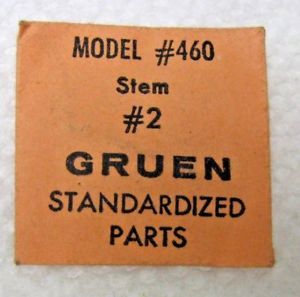 MODEL #460
Stem
#2
GRUEN
STANDARDIZED
PARTS